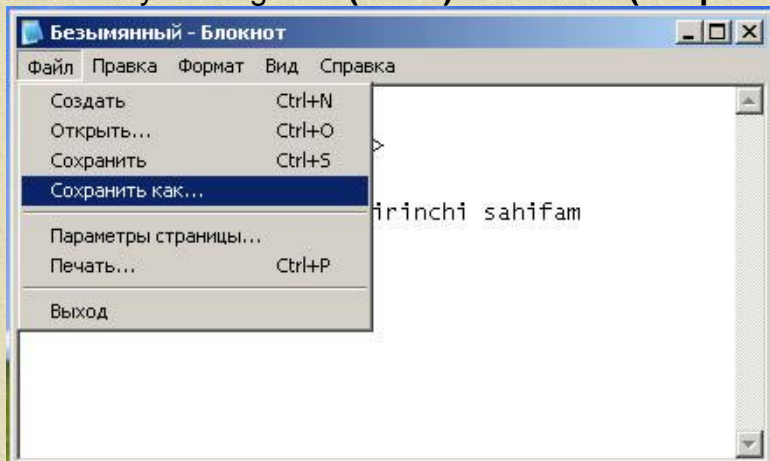 Безымянный - Блокнот
Файл Правка Формат Вид Справка
Создать Ctrl+N
Открыть... Ctrl+O
Сохранить Ctrl+S
Сохранить как...
Параметры страницы...
Печать... Ctrl+P
Выход
>
irinchi sahifam